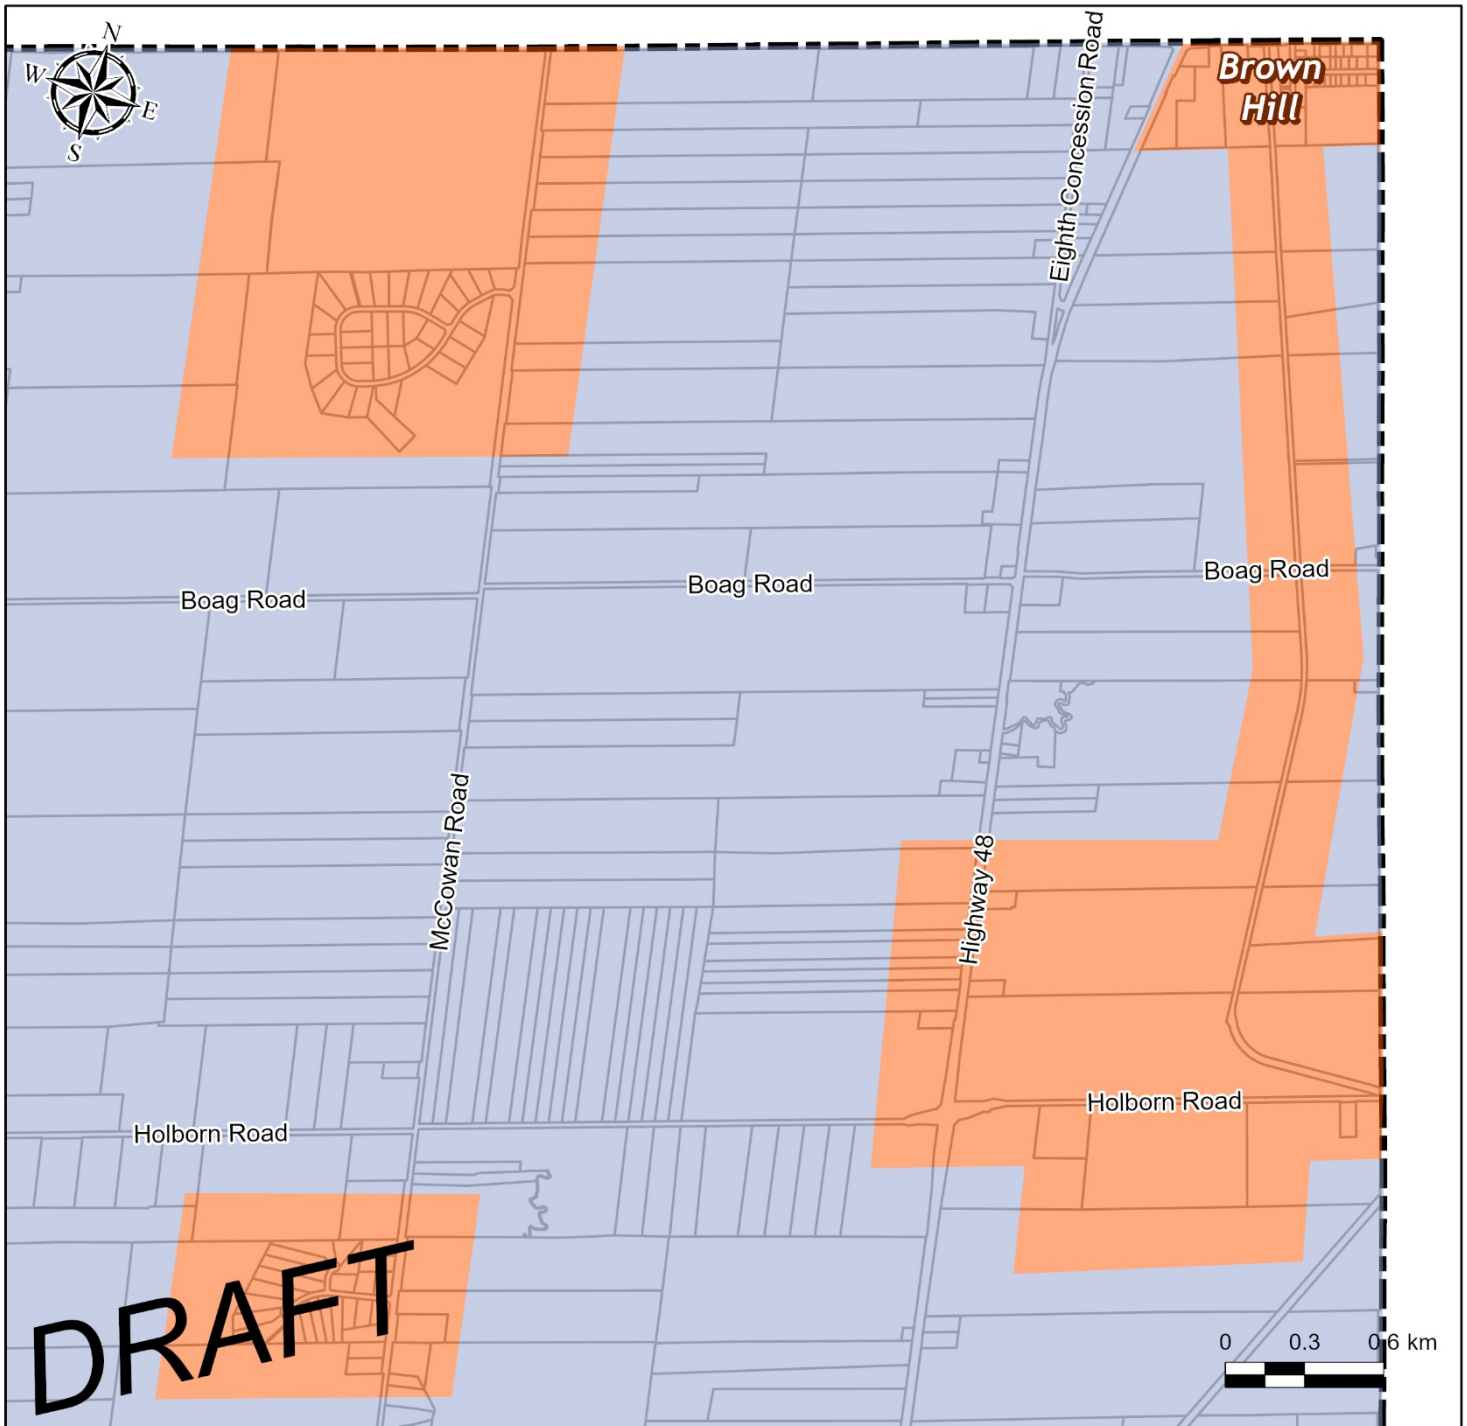 N
W
E
S
Eighth Concession Road
Brown
Hill
Boag Road
Boag Road
Boag Road
McCowan Road
Highway 48
Holborn Road
Holborn Road
DRAFT
0 0.3 0.6 km